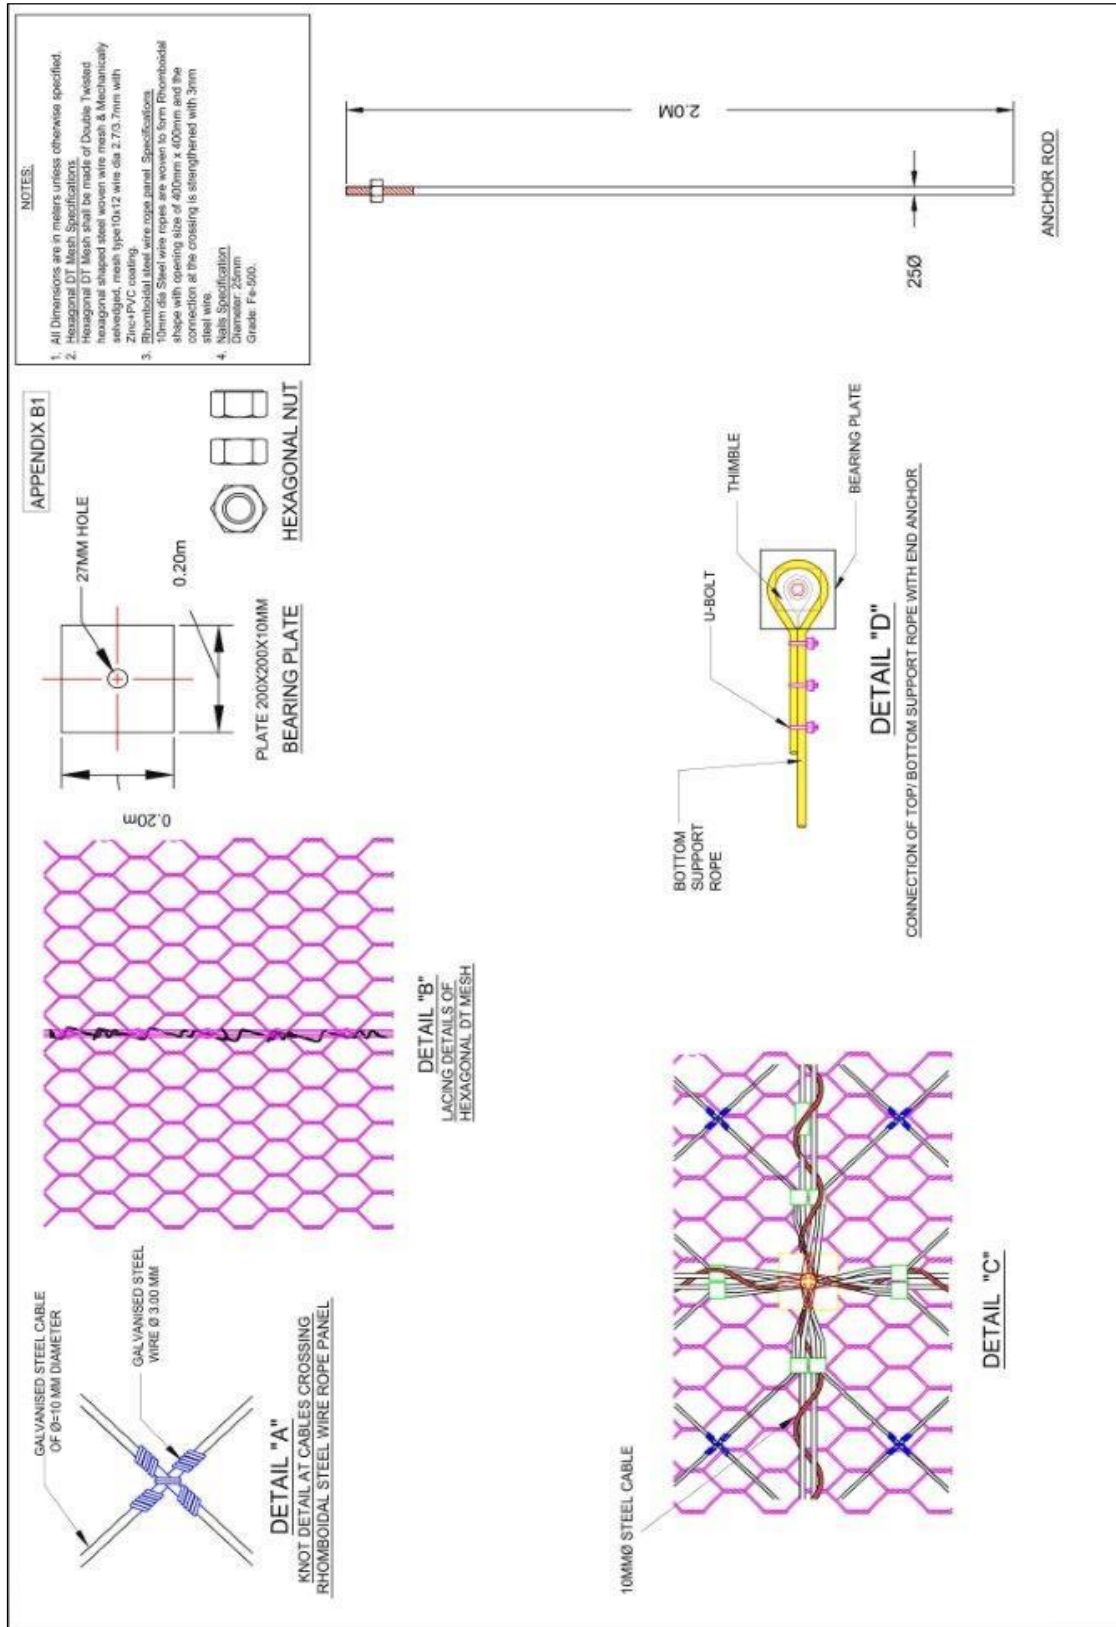 APPENDIX B1
NOTES:
1. All Dimensions are in meters unless otherwise specified.
2. Hexagonal DT Mesh Specifications
Hexagonal DT Mesh shall be made of Double Twisted
hexagonal shaped steel woven wire mesh & Mechanically
selvedged, mesh type10x12 wire dia 2.7/3.7mm with
Zinc+PVC coating.
3. Rhomboidal steel wire rope panel Specifications
10mm dia Steel wire ropes are woven to form Rhomboidal
shape with opening size of 400mm x 400mm and the
connection at the crossing is strengthened with 3mm
steel wire.
4. Nails Specification
Diameter: 25mm
Grade: Fe-500.
GALVANISED STEEL CABLE
OF Ø=10 MM DIAMETER
GALVANISED STEEL
WIRE Ø 3.00 MM
DETAIL "A"
KNOT DETAIL AT CABLES CROSSING
RHOMBOIDAL STEEL WIRE ROPE PANEL
DETAIL "B"
LACING DETAILS OF
HEXAGONAL DT MESH
0.20m
27MM HOLE
0.20m
PLATE 200X200X10MM
BEARING PLATE
HEXAGONAL NUT
10MMØ STEEL CABLE
DETAIL "C"
BOTTOM
SUPPORT
ROPE
U-BOLT
THIMBLE
BEARING PLATE
DETAIL "D"
CONNECTION OF TOP/ BOTTOM SUPPORT ROPE WITH END ANCHOR
2.0M
25Ø
ANCHOR ROD